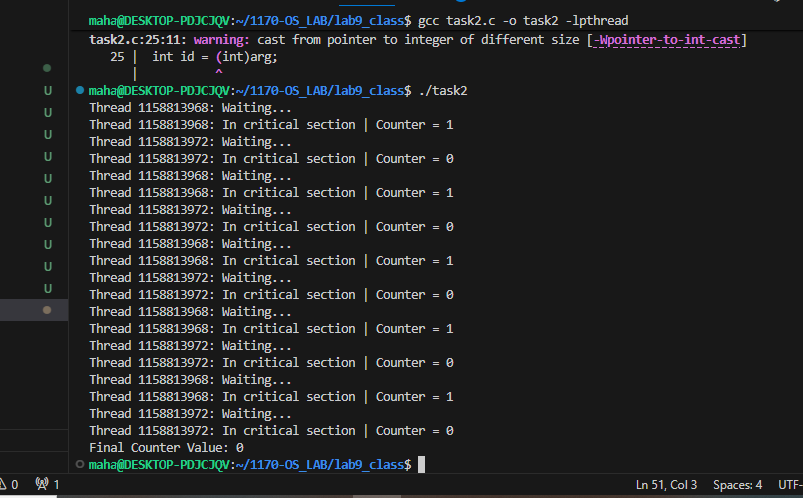 maha@DESKTOP-PDJCJQV:~/1170-OS_LAB/lab9_class$ gcc task2.c -o task2 -lpthread
task2.c:25:11: warning: cast from pointer to integer of different size [-Wpointer-to-int-cast]
25 | int id = (int)arg;
| ^
U maha@DESKTOP-PDJCJQV:~/1170-OS_LAB/lab9_class$ ./task2
Thread 1158813968: Waiting...
U
Thread 1158813968: In critical section | Counter = 1
U Thread 1158813972: Waiting...
U Thread 1158813972: In critical section | Counter = 0
Thread 1158813968: Waiting...
U
Thread 1158813968: In critical section | Counter = 1
U Thread 1158813972: Waiting...
U Thread 1158813972: In critical section | Counter = 0
U Thread 1158813968: Waiting...
Thread 1158813968: In critical section | Counter = 1
U
Thread 1158813972: Waiting...
U Thread 1158813972: In critical section | Counter = 0
Thread 1158813968: Waiting...
Thread 1158813968: In critical section | Counter = 1
Thread 1158813972: Waiting...
Thread 1158813972: In critical section | Counter = 0
Thread 1158813968: Waiting...
Thread 1158813968: In critical section | Counter = 1
Thread 1158813972: Waiting...
Thread 1158813972: In critical section | Counter = 0
Final Counter Value: 0
maha@DESKTOP-PDJCJQV:~/1170-OS_LAB/lab9_class$
0 1 Ln 51, Col 3 Spaces: 4 UTF-